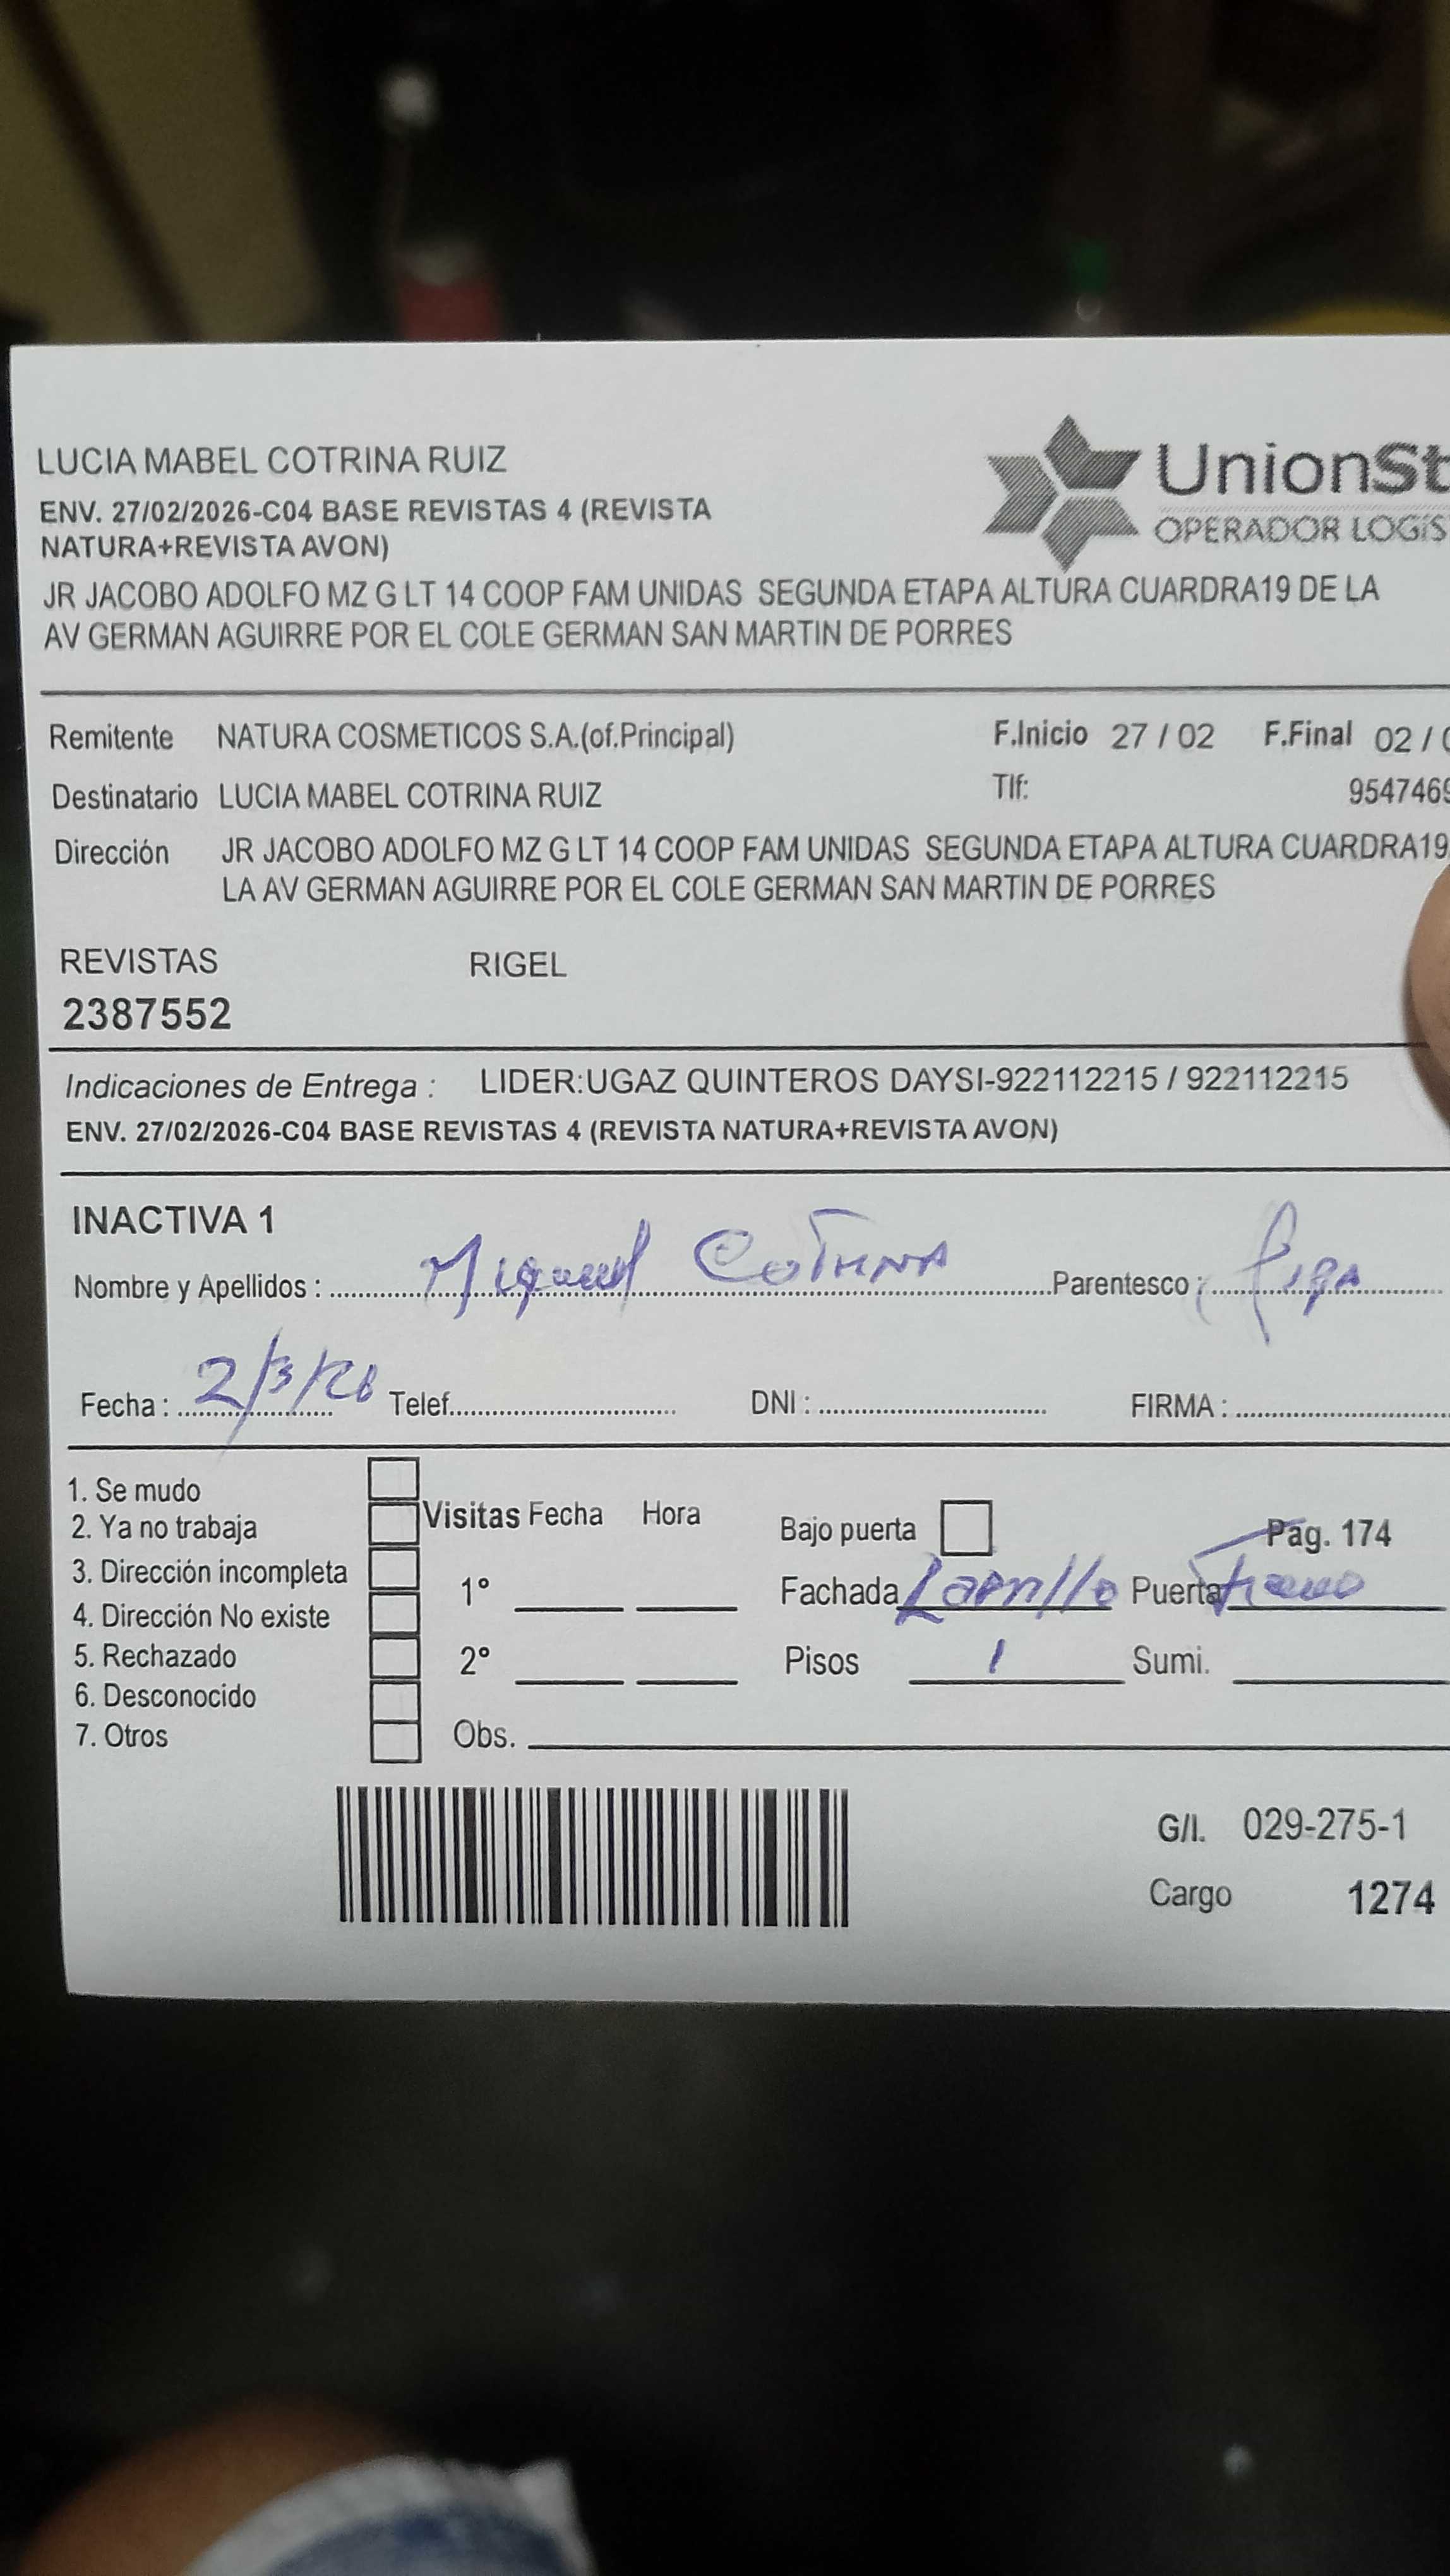 LUCIA MABEL COTRINA RUIZ
ENV. 27/02/2026-C04 BASE REVISTAS 4 (REVISTA
NATURA+REVISTA AVON)
JR JACOBO ADOLFO MZ G LT 14 COOP FAM UNIDAS SEGUNDA ETAPA ALTURA CUARDRA19 DE LA
AV GERMAN AGUIRRE POR EL COLE GERMAN SAN MARTIN DE PORRES
UnionSt
OPERADOR LOGÍS
Remitente NATURA COSMETICOS S.A.(of.Principal) F.Inicio 27 / 02 F.Final 02 /
Destinatario LUCIA MABEL COTRINA RUIZ Tlf: 9547469
Dirección JR JACOBO ADOLFO MZ G LT 14 COOP FAM UNIDAS SEGUNDA ETAPA ALTURA CUARDRA19
LA AV GERMAN AGUIRRE POR EL COLE GERMAN SAN MARTIN DE PORRES
REVISTAS RIGEL
2387552
Indicaciones de Entrega : LIDER:UGAZ QUINTEROS DAYSI-922112215 / 922112215
ENV. 27/02/2026-C04 BASE REVISTAS 4 (REVISTA NATURA+REVISTA AVON)
INACTIVA 1
Nombre y Apellidos : Miguel Cotrina Parentesco :
Fecha : 2/3/26 Telef. DNI : FIRMA :
1. Se mudo
2. Ya no trabaja
3. Dirección incompleta
4. Dirección No existe
5. Rechazado
6. Desconocido
7. Otros
Visitas Fecha Hora
1°
2°
Obs.
Bajo puerta Pag. 174
Fachada Ladrillo Puerta
Pisos 1 Sumi.
G/I. 029-275-1
Cargo 1274